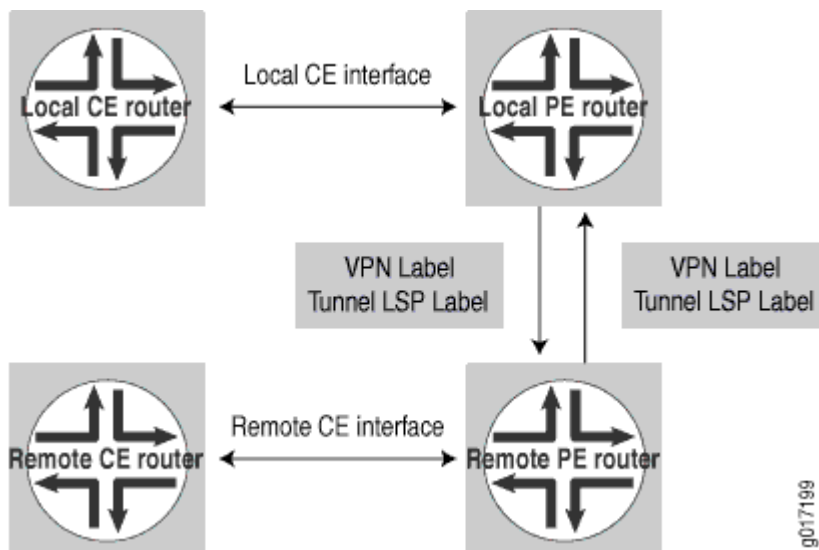 Local CE router
Local CE interface
Local PE router
VPN Label
Tunnel LSP Label
VPN Label
Tunnel LSP Label
Remote CE router
Remote CE interface
Remote PE router
g017199